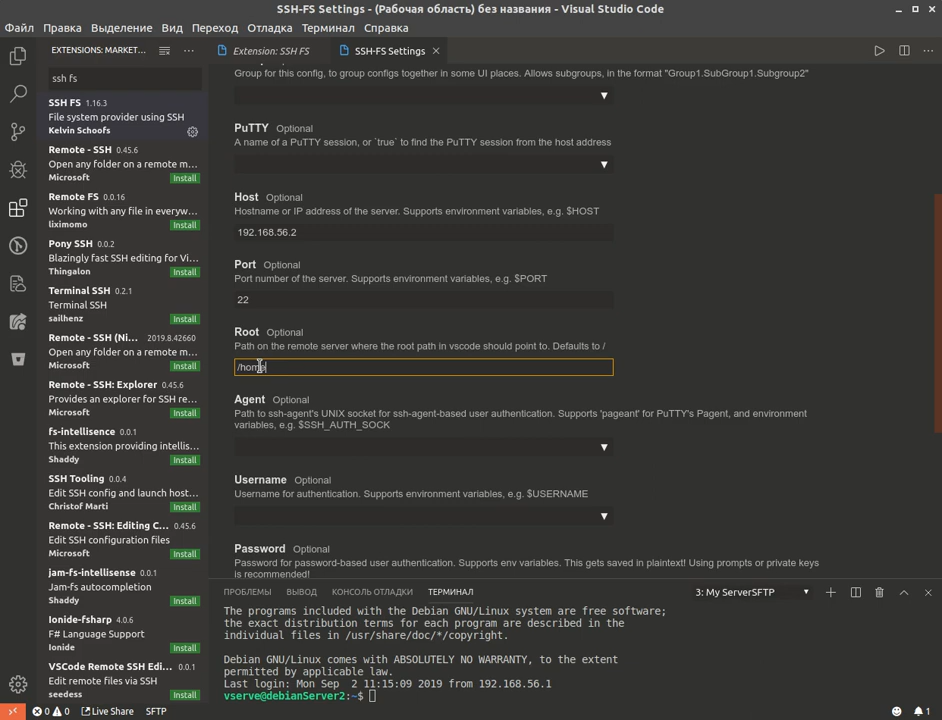 SSH-FS Settings - (Рабочая область) без названия - Visual Studio Code
Файл Правка Выделение Вид Переход Отладка Терминал Справка
EXTENSIONS: MARKET...
Extension: SSH FS
SSH-FS Settings
ssh fs
SSH FS 1.16.3
File system provider using SSH
Kelvin Schoofs
Remote - SSH 0.45.6
Open any folder on a remote m...
Microsoft Install
Remote FS 0.0.16
Working with any file in everyw...
liximomo Install
Pony SSH 0.0.2
Blazingly fast SSH editing for Vi...
Thingalon Install
Terminal SSH 0.2.1
Terminal SSH
sailhenz Install
Remote - SSH (Ni... 2019.8.42660
Open any folder on a remote m...
Microsoft Install
Remote - SSH: Explorer 0.45.6
Provides an explorer for SSH re...
Microsoft Install
fs-intellisence 0.0.1
This extension providing intellis...
Shaddy Install
SSH Tooling 0.0.4
Edit SSH config and launch host...
Christof Marti Install
Remote - SSH: Editing C... 0.45.6
Edit SSH configuration files
Microsoft Install
jam-fs-intellisense 0.0.1
Jam-fs autocompletion
Shaddy Install
Ionide-fsharp 4.0.6
F# Language Support
Ionide Install
VSCode Remote SSH Edi... 0.0.1
Edit remote files via SSH
seedess Install
Group for this config, to group configs together in some UI places. Allows subgroups, in the format "Group1.SubGroup1.Subgroup2"
PuTTY Optional
A name of a PuTTY session, or `true` to find the PuTTY session from the host address
Host Optional
Hostname or IP address of the server. Supports environment variables, e.g. $HOST
192.168.56.2
Port Optional
Port number of the server. Supports environment variables, e.g. $PORT
22
Root Optional
Path on the remote server where the root path in vscode should point to. Defaults to /
/home
Agent Optional
Path to ssh-agent's UNIX socket for ssh-agent-based user authentication. Supports 'pageant' for PuTTY's Pagent, and environment
variables, e.g. $SSH_AUTH_SOCK
Username Optional
Username for authentication. Supports environment variables, e.g. $USERNAME
Password Optional
Password for password-based user authentication. Supports env variables. This gets saved in plaintext! Using prompts or private keys
is recommended!
ПРОБЛЕМЫ ВЫВОД КОНСОЛЬ ОТЛАДКИ ТЕРМИНАЛ 3: My ServerSFTP
The programs included with the Debian GNU/Linux system are free software;
the exact distribution terms for each program are described in the
individual files in /usr/share/doc/*/copyright.
Debian GNU/Linux comes with ABSOLUTELY NO WARRANTY, to the extent
permitted by applicable law.
Last login: Mon Sep  2 11:15:09 2019 from 192.168.56.1
vserve@debianServer2:~$
0 0 Live Share SFTP 1